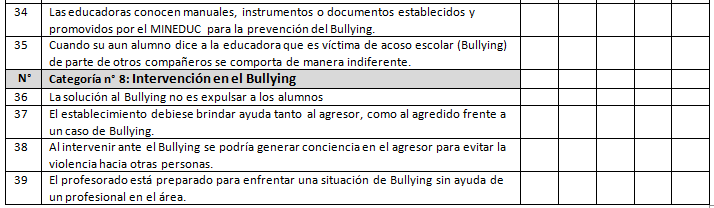 34 Las educadoras conocen manuales, instrumentos o documentos establecidos y
promovidos por el MINEDUC para la prevención del Bullying.
35 Cuando su aun alumno dice a la educadora que es víctima de acoso escolar (Bullying)
de parte de otros compañeros se comporta de manera indiferente.
N° Categoría n° 8: Intervención en el Bullying
36 La solución al Bullying no es expulsar a los alumnos
37 El establecimiento debiese brindar ayuda tanto al agresor, como al agredido frente a
un caso de Bullying.
38 Al intervenir ante el Bullying se podría generar conciencia en el agresor para evitar la
violencia hacia otras personas.
39 El profesorado está preparado para enfrentar una situación de Bullying sin ayuda de
un profesional en el área.